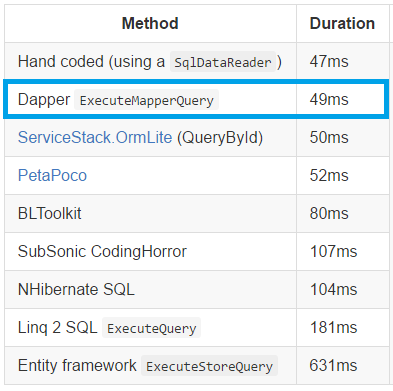 Method Duration
Hand coded (using a SqlDataReader) 47ms
Dapper ExecuteMapperQuery 49ms
ServiceStack.OrmLite (QueryById) 50ms
PetaPoco 52ms
BLToolkit 80ms
SubSonic CodingHorror 107ms
NHibernate SQL 104ms
Linq 2 SQL ExecuteQuery 181ms
Entity framework ExecuteStoreQuery 631ms